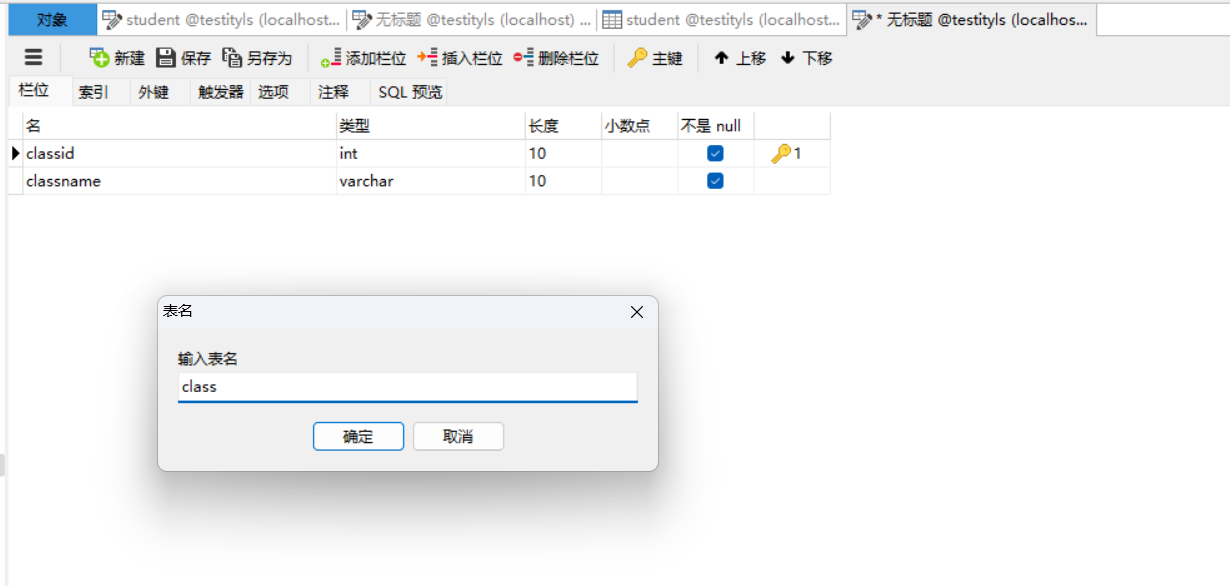 对象 student @testityls (localhost... 无标题 @testityls (localhost) ... student @testityls (localhost... * 无标题 @testityls (localhos...
新建 保存 另存为 添加栏位 插入栏位 删除栏位 主键 上移 下移
栏位 索引 外键 触发器 选项 注释 SQL 预览
名 类型 长度 小数点 不是 null
classid int 10 1
classname varchar 10
表名
输入表名
class
确定 取消